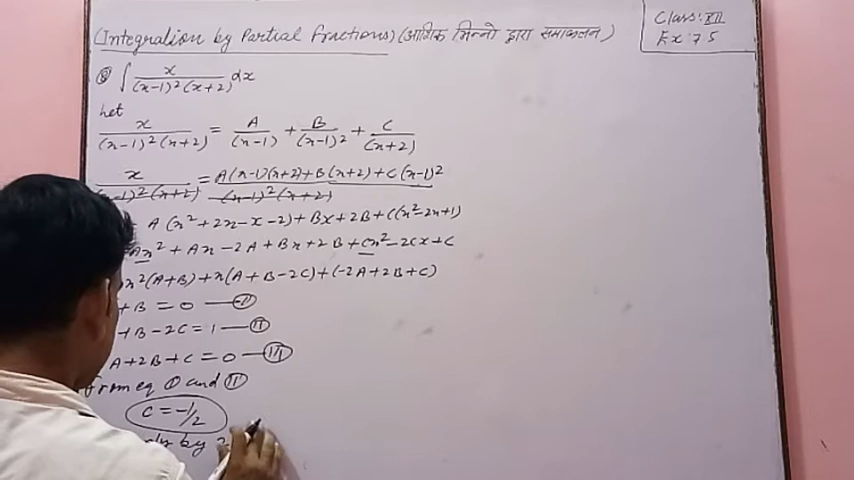 (Integration by Partial Fractions) (आंशिक भिन्नो द्वारा समाकलन)
Class: XII
Ex: 7.5
Q ∫ x/((x-1)²(x+2)) dx
Let
x/((x-1)²(x+2)) = A/(x-1) + B/(x-1)² + C/(x+2)
x/((x-1)²(x+2)) = A(x-1)(x+2)+B(x+2)+C(x-1)²/((x-1)²(x+2))
A(x²+2x-x-2)+Bx+2B+C(x²-2x+1)
Ax²+Ax-2A+Bx+2B+Cx²-2Cx+C
x²(A+B)+x(A+B-2C)+(-2A+2B+C)
+B=0 —
+B-2C=1 — (II)
A+2B+C=0 — (III)
From eq (I) and (II)
C=-1/2
by